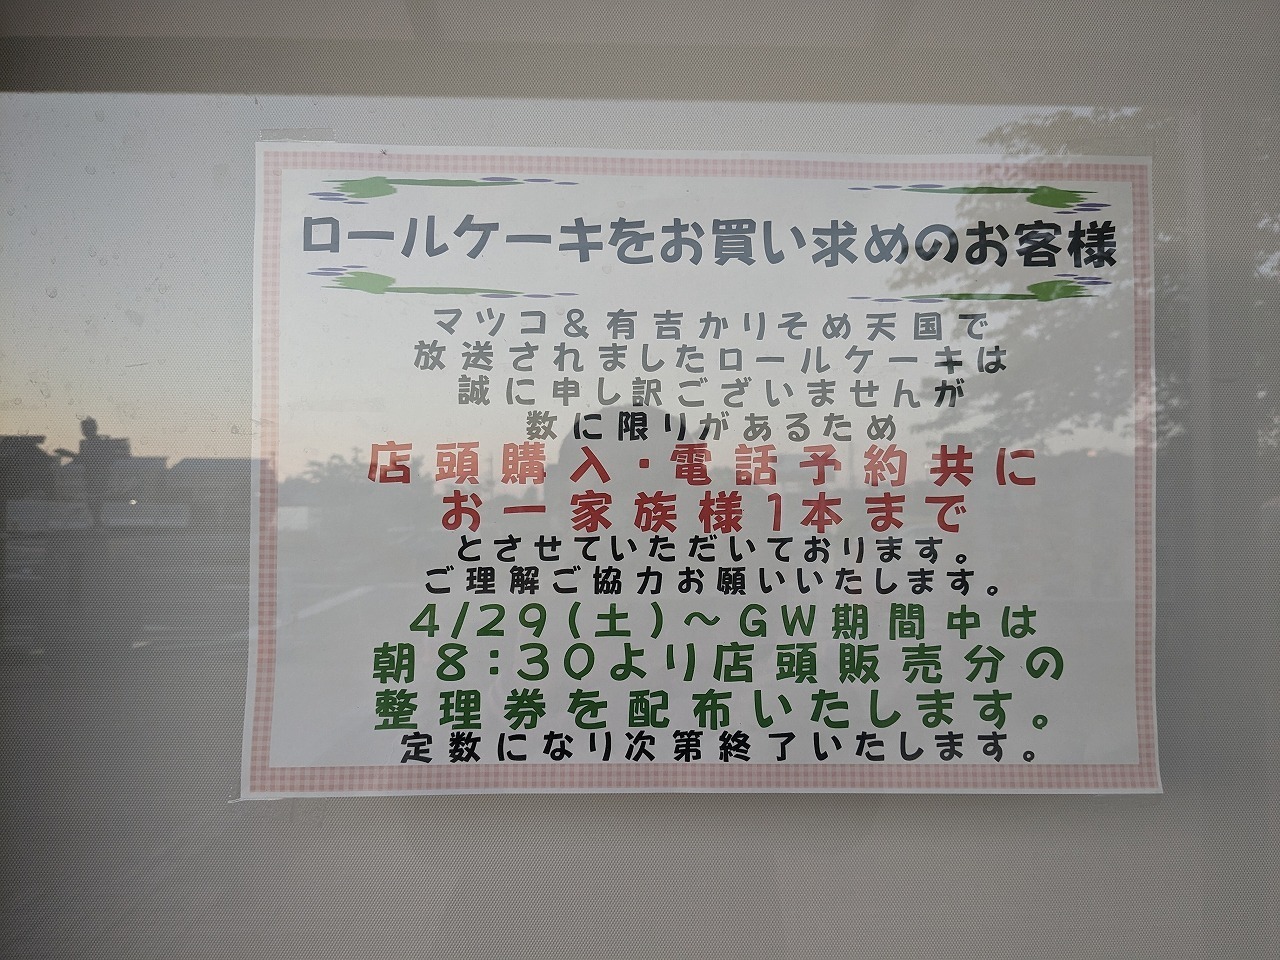 ロールケーキをお買い求めのお客様
マツコ&有吉かりそめ天国で
放送されましたロールケーキは
誠に申し訳ございませんが
数に限りがあるため
店頭購入・電話予約共に
お一家族様1本まで
とさせていただいております。
ご理解ご協力お願いいたします。
4/29(土)～GW期間中は
朝8:30より店頭販売分の
整理券を配布いたします。
定数になり次第終了いたします。